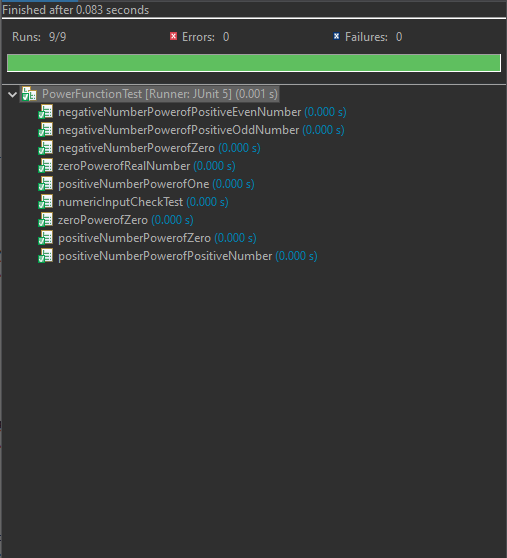 Finished after 0.083 seconds
Runs: 9/9 Errors: 0 Failures: 0
PowerFunctionTest [Runner: JUnit 5] (0.001 s)
negativeNumberPowerofPositiveEvenNumber (0.000 s)
negativeNumberPowerofPositiveOddNumber (0.000 s)
negativeNumberPowerofZero (0.000 s)
zeroPowerofRealNumber (0.000 s)
positiveNumberPowerofOne (0.000 s)
numericInputCheckTest (0.000 s)
zeroPowerofZero (0.000 s)
positiveNumberPowerofZero (0.000 s)
positiveNumberPowerofPositiveNumber (0.000 s)